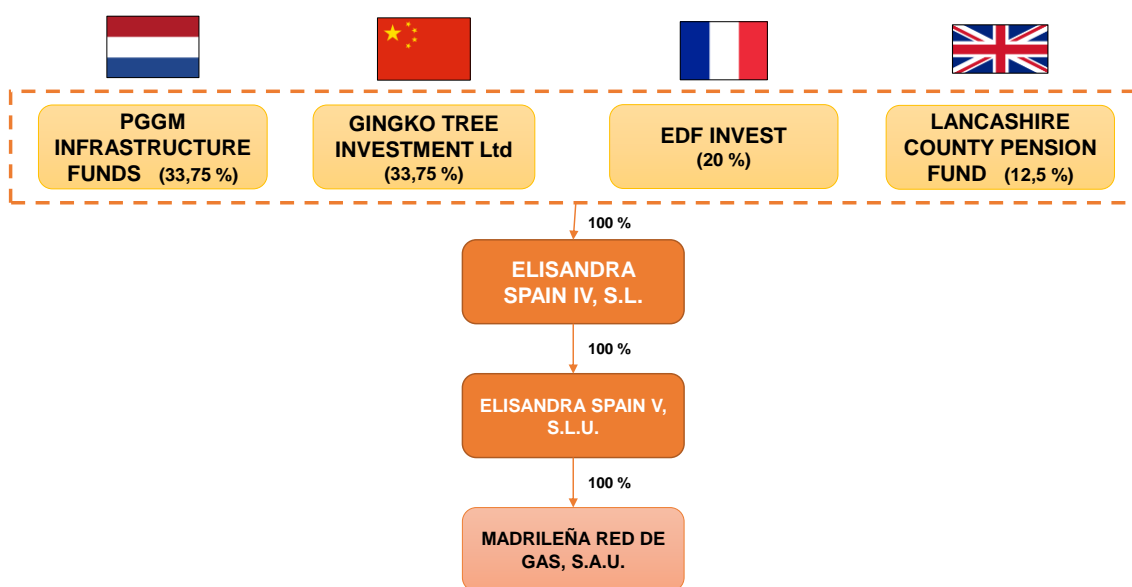 PGGM
INFRASTRUCTURE
FUNDS (33,75 %)
GINGKO TREE
INVESTMENT Ltd
(33,75 %)
EDF INVEST
(20 %)
LANCASHIRE
COUNTY PENSION
FUND (12,5 %)
100 %
ELISANDRA
SPAIN IV, S.L.
100 %
ELISANDRA SPAIN V,
S.L.U.
100 %
MADRILEÑA RED DE
GAS, S.A.U.